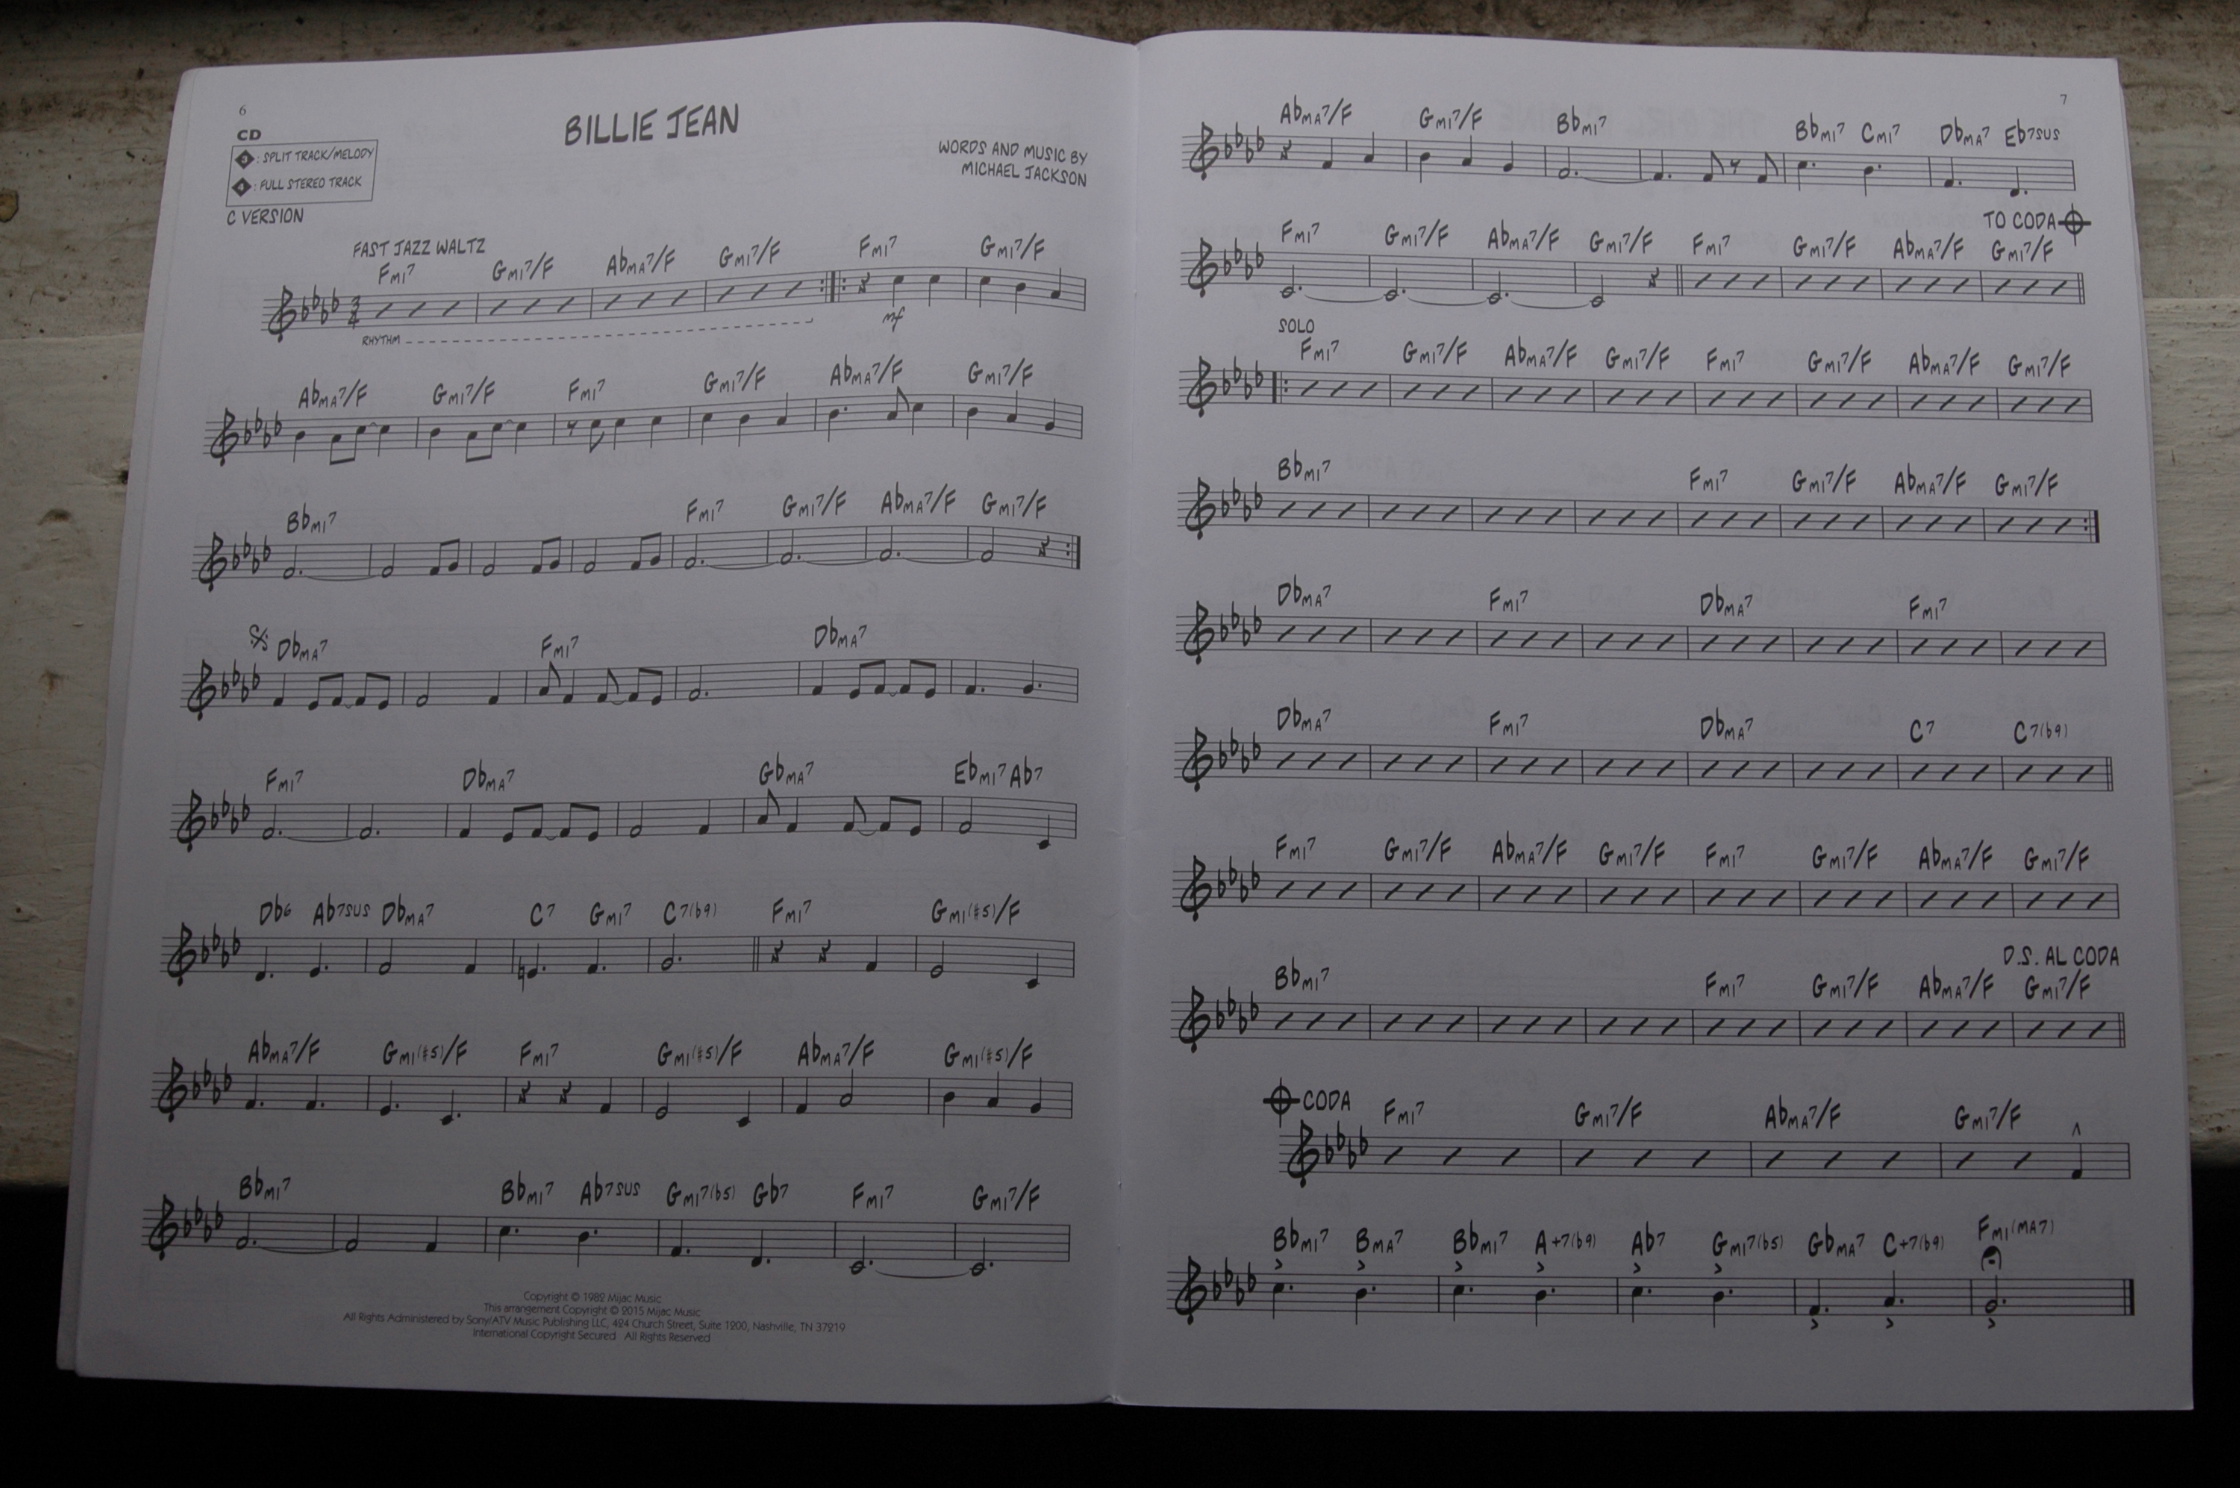 6
CD
3 : SPLIT TRACK/MELODY
4 : FULL STEREO TRACK
C VERSION
BILLIE JEAN
WORDS AND MUSIC BY
MICHAEL JACKSON
FAST JAZZ WALTZ
Fmi7 Gmi7/F AbmA7/F Gmi7/F Fmi7 Gmi7/F
mf
RHYTHM
AbmA7/F Gmi7/F Fmi7 Gmi7/F AbmA7/F Gmi7/F
Bbmi7 Fmi7 Gmi7/F AbmA7/F Gmi7/F
DbmA7 Fmi7 DbmA7
Fmi7 DbmA7 GbmA7 Ebmi7 Ab7
Db6 Ab7sus DbmA7 C7 Gmi7 C7(b9) Fmi7 Gmi(#5)/F
AbmA7/F Gmi(#5)/F Fmi7 Gmi(#5)/F AbmA7/F Gmi(#5)/F
Bbmi7 Bbmi7 Ab7sus Gmi7(b5) Gb7 Fmi7 Gmi7/F
Copyright © 1982 Mijac Music
This arrangement Copyright © 2015 Mijac Music
All Rights Administered by Sony/ATV Music Publishing LLC, 424 Church Street, Suite 1200, Nashville, TN 37219
International Copyright Secured All Rights Reserved
7
AbmA7/F Gmi7/F Bbmi7 Bbmi7 Cmi7 DbmA7 Eb7sus
TO CODA
Fmi7 Gmi7/F AbmA7/F Gmi7/F Fmi7 Gmi7/F AbmA7/F Gmi7/F
SOLO
Fmi7 Gmi7/F AbmA7/F Gmi7/F Fmi7 Gmi7/F AbmA7/F Gmi7/F
Bbmi7 Fmi7 Gmi7/F AbmA7/F Gmi7/F
DbmA7 Fmi7 DbmA7 Fmi7
DbmA7 Fmi7 DbmA7 C7 C7(b9)
Fmi7 Gmi7/F AbmA7/F Gmi7/F Fmi7 Gmi7/F AbmA7/F Gmi7/F
D.S. AL CODA
Bbmi7 Fmi7 Gmi7/F AbmA7/F Gmi7/F
CODA
Fmi7 Gmi7/F AbmA7/F Gmi7/F
Bbmi7 BmA7 Bbmi7 A+7(b9) Ab7 Gmi7(b5) GbmA7 C+7(b9) Fmi(mA7)